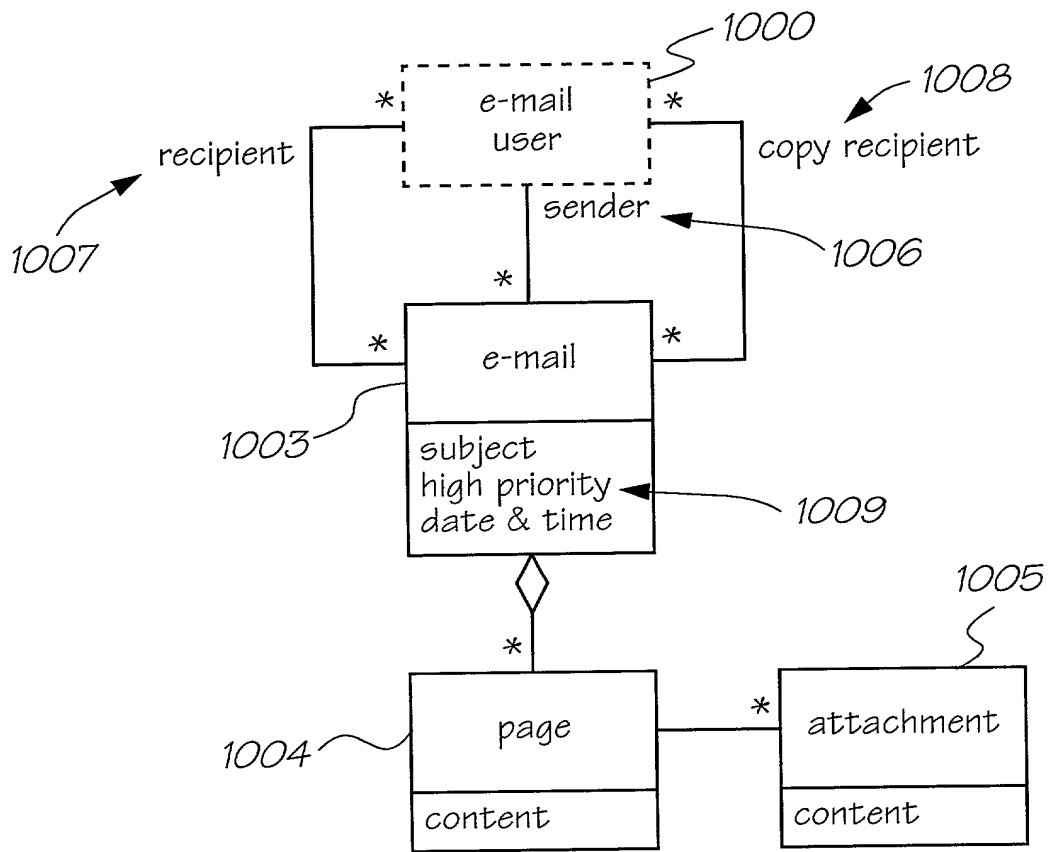 1000
*
e-mail
user
*
1008
recipient
copy recipient
1007
sender
1006
*
*
e-mail
*
1003
subject
high priority
date & time
1009
1005
*
page
*
attachment
1004
content
content